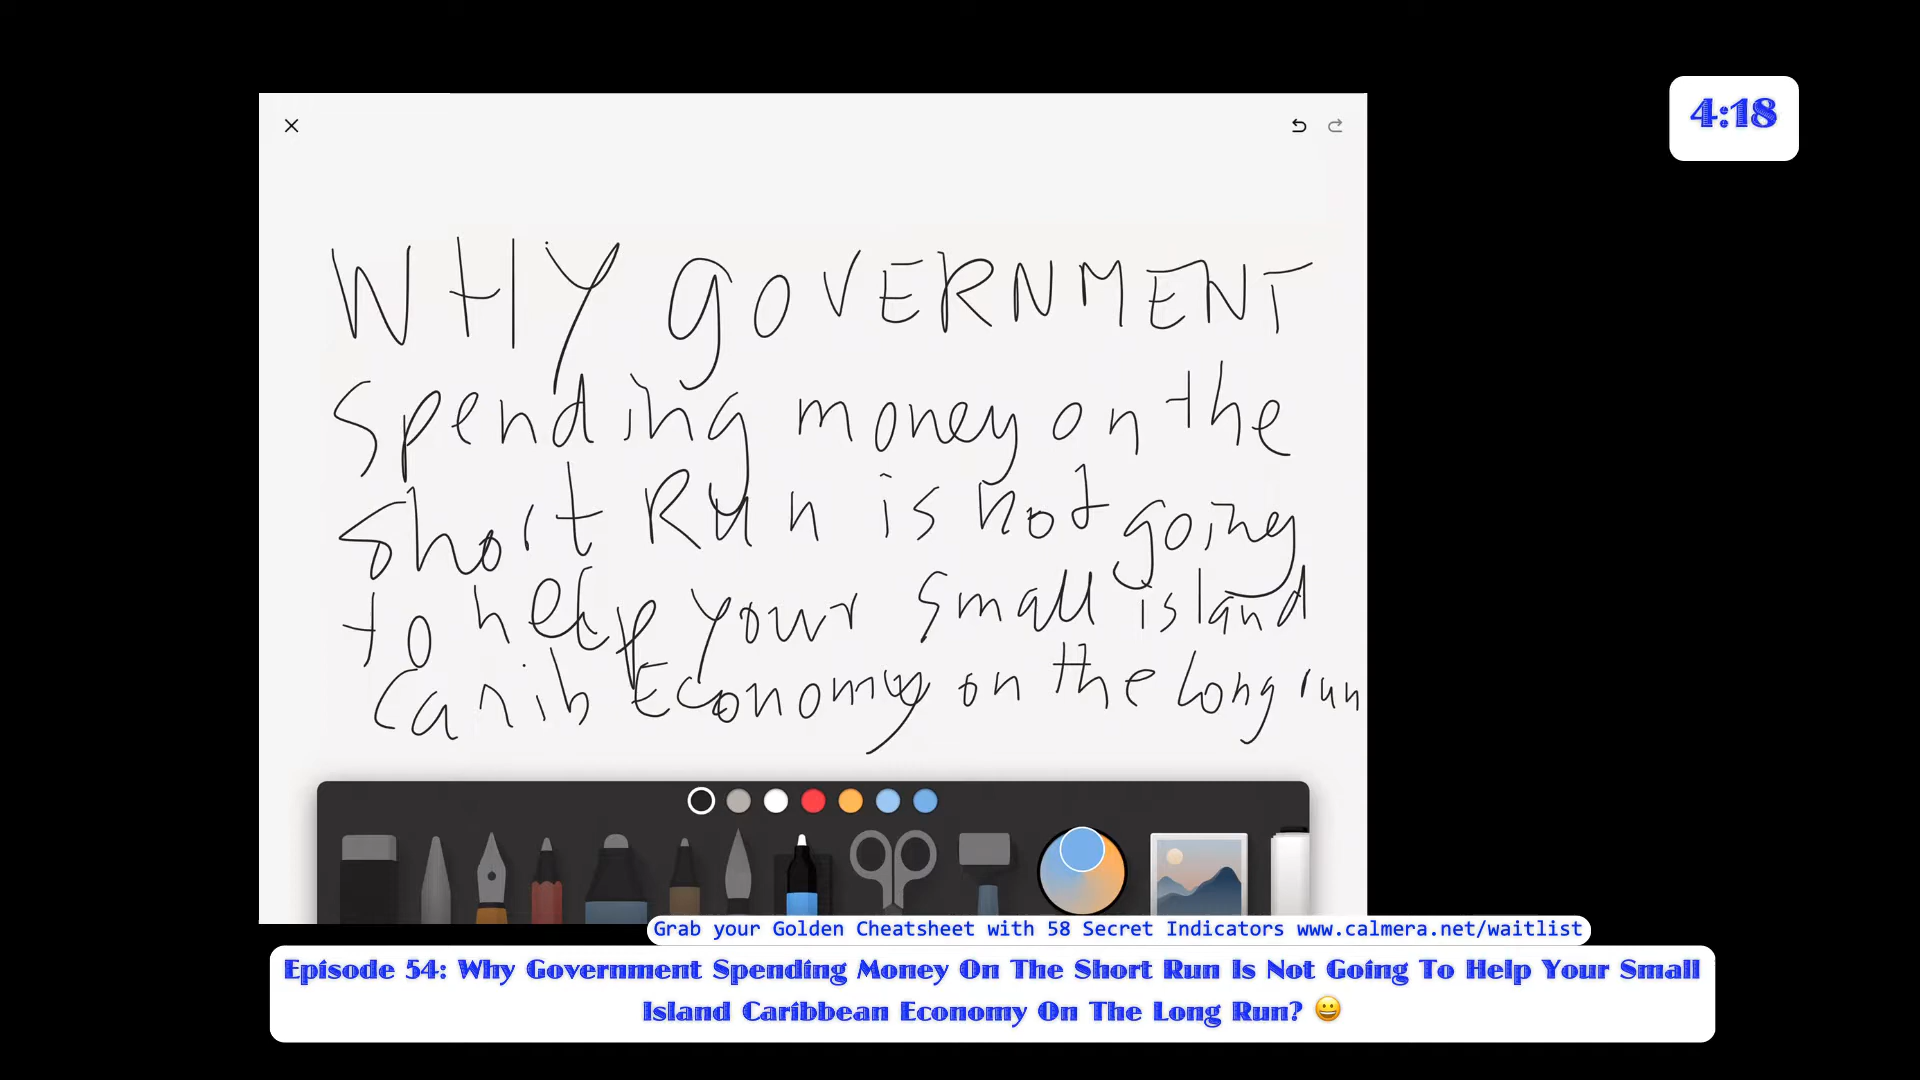 4:18
WHY gOVERNMENT
Spending money on the
short Run is not going
to help your small island
Carib Economy on the long run
Grab your Golden Cheatsheet with 58 Secret Indicators www.calmera.net/waitlist
Episode 54: Why Government Spending Money On The Short Run Is Not Going To Help Your Small
Island Caribbean Economy On The Long Run? 😀